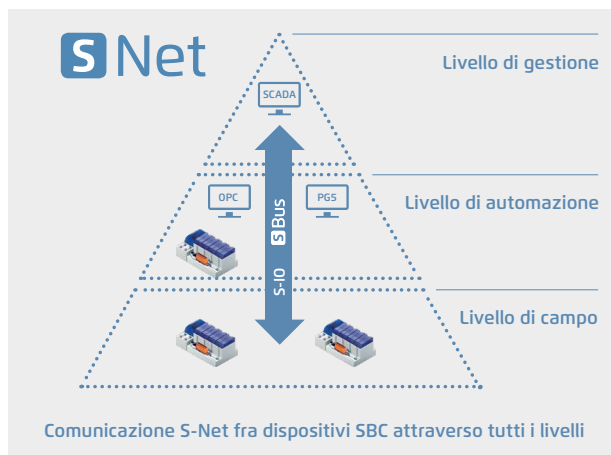 S Net
Livello di gestione
SCADA
OPC
PG5
Livello di automazione
S-IO S Bus
Livello di campo
Comunicazione S-Net fra dispositivi SBC attraverso tutti i livelli